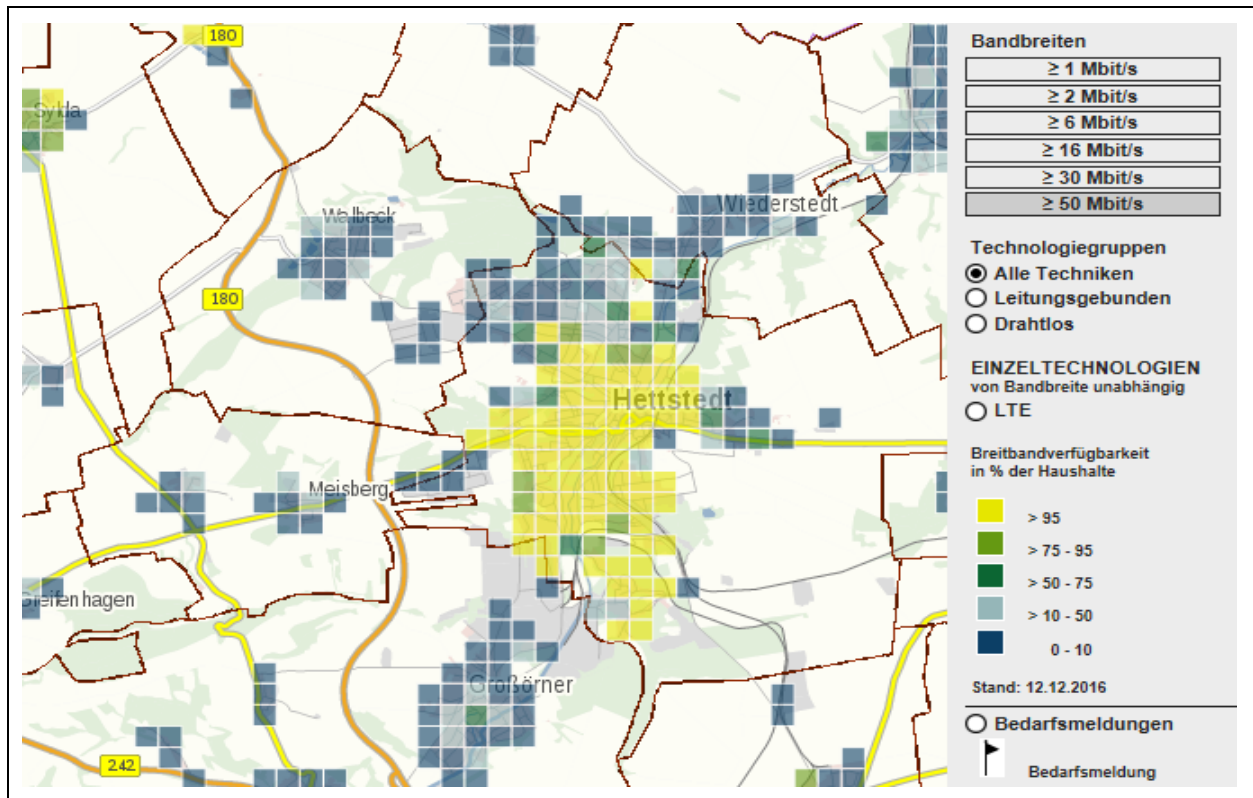 180
Sylda
Walbeck
Wiederstedt
180
Hettstedt
Meisberg
Greifenhagen
Großörner
242
Bandbreiten
≥ 1 Mbit/s
≥ 2 Mbit/s
≥ 6 Mbit/s
≥ 16 Mbit/s
≥ 30 Mbit/s
≥ 50 Mbit/s
Technologiegruppen
Alle Techniken
Leitungsgebunden
Drahtlos
EINZELTECHNOLOGIEN
von Bandbreite unabhängig
LTE
Breitbandverfügbarkeit
in % der Haushalte
> 95
> 75 - 95
> 50 - 75
> 10 - 50
0 - 10
Stand: 12.12.2016
Bedarfsmeldungen
Bedarfsmeldung